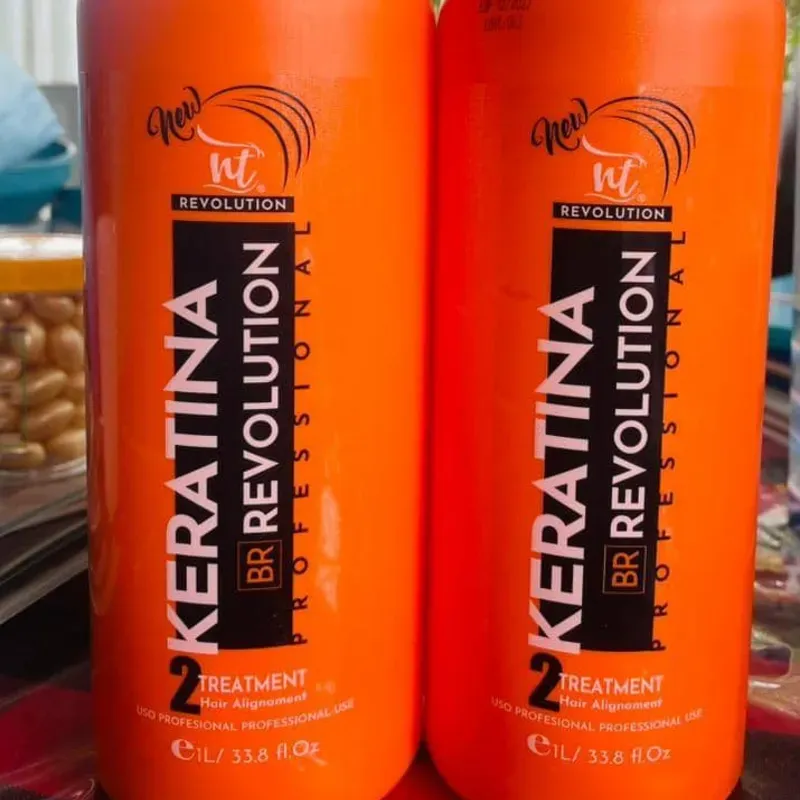 New
nt®
REVOLUTION
KERATINA
BR REVOLUTION
PROFESSIONAL
2 TREATMENT
Hair Alignament
USO PROFESIONAL PROFESSIONAL USE
e1L/ 33.8 fl.Oz
New
nt®
REVOLUTION
KERATINA
BR REVOLUTION
PROFESSIONAL
2 TREATMENT
Hair Alignament
USO PROFESIONAL PROFESSIONAL USE
e1L/ 33.8 fl.Oz